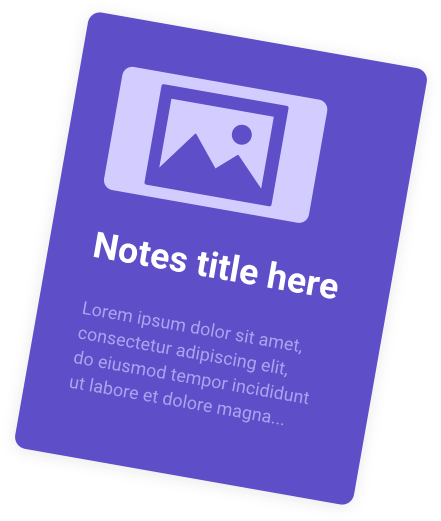 Notes title here
Lorem ipsum dolor sit amet,
consectetur adipiscing elit,
do eiusmod tempor incididunt
ut labore et dolore magna...